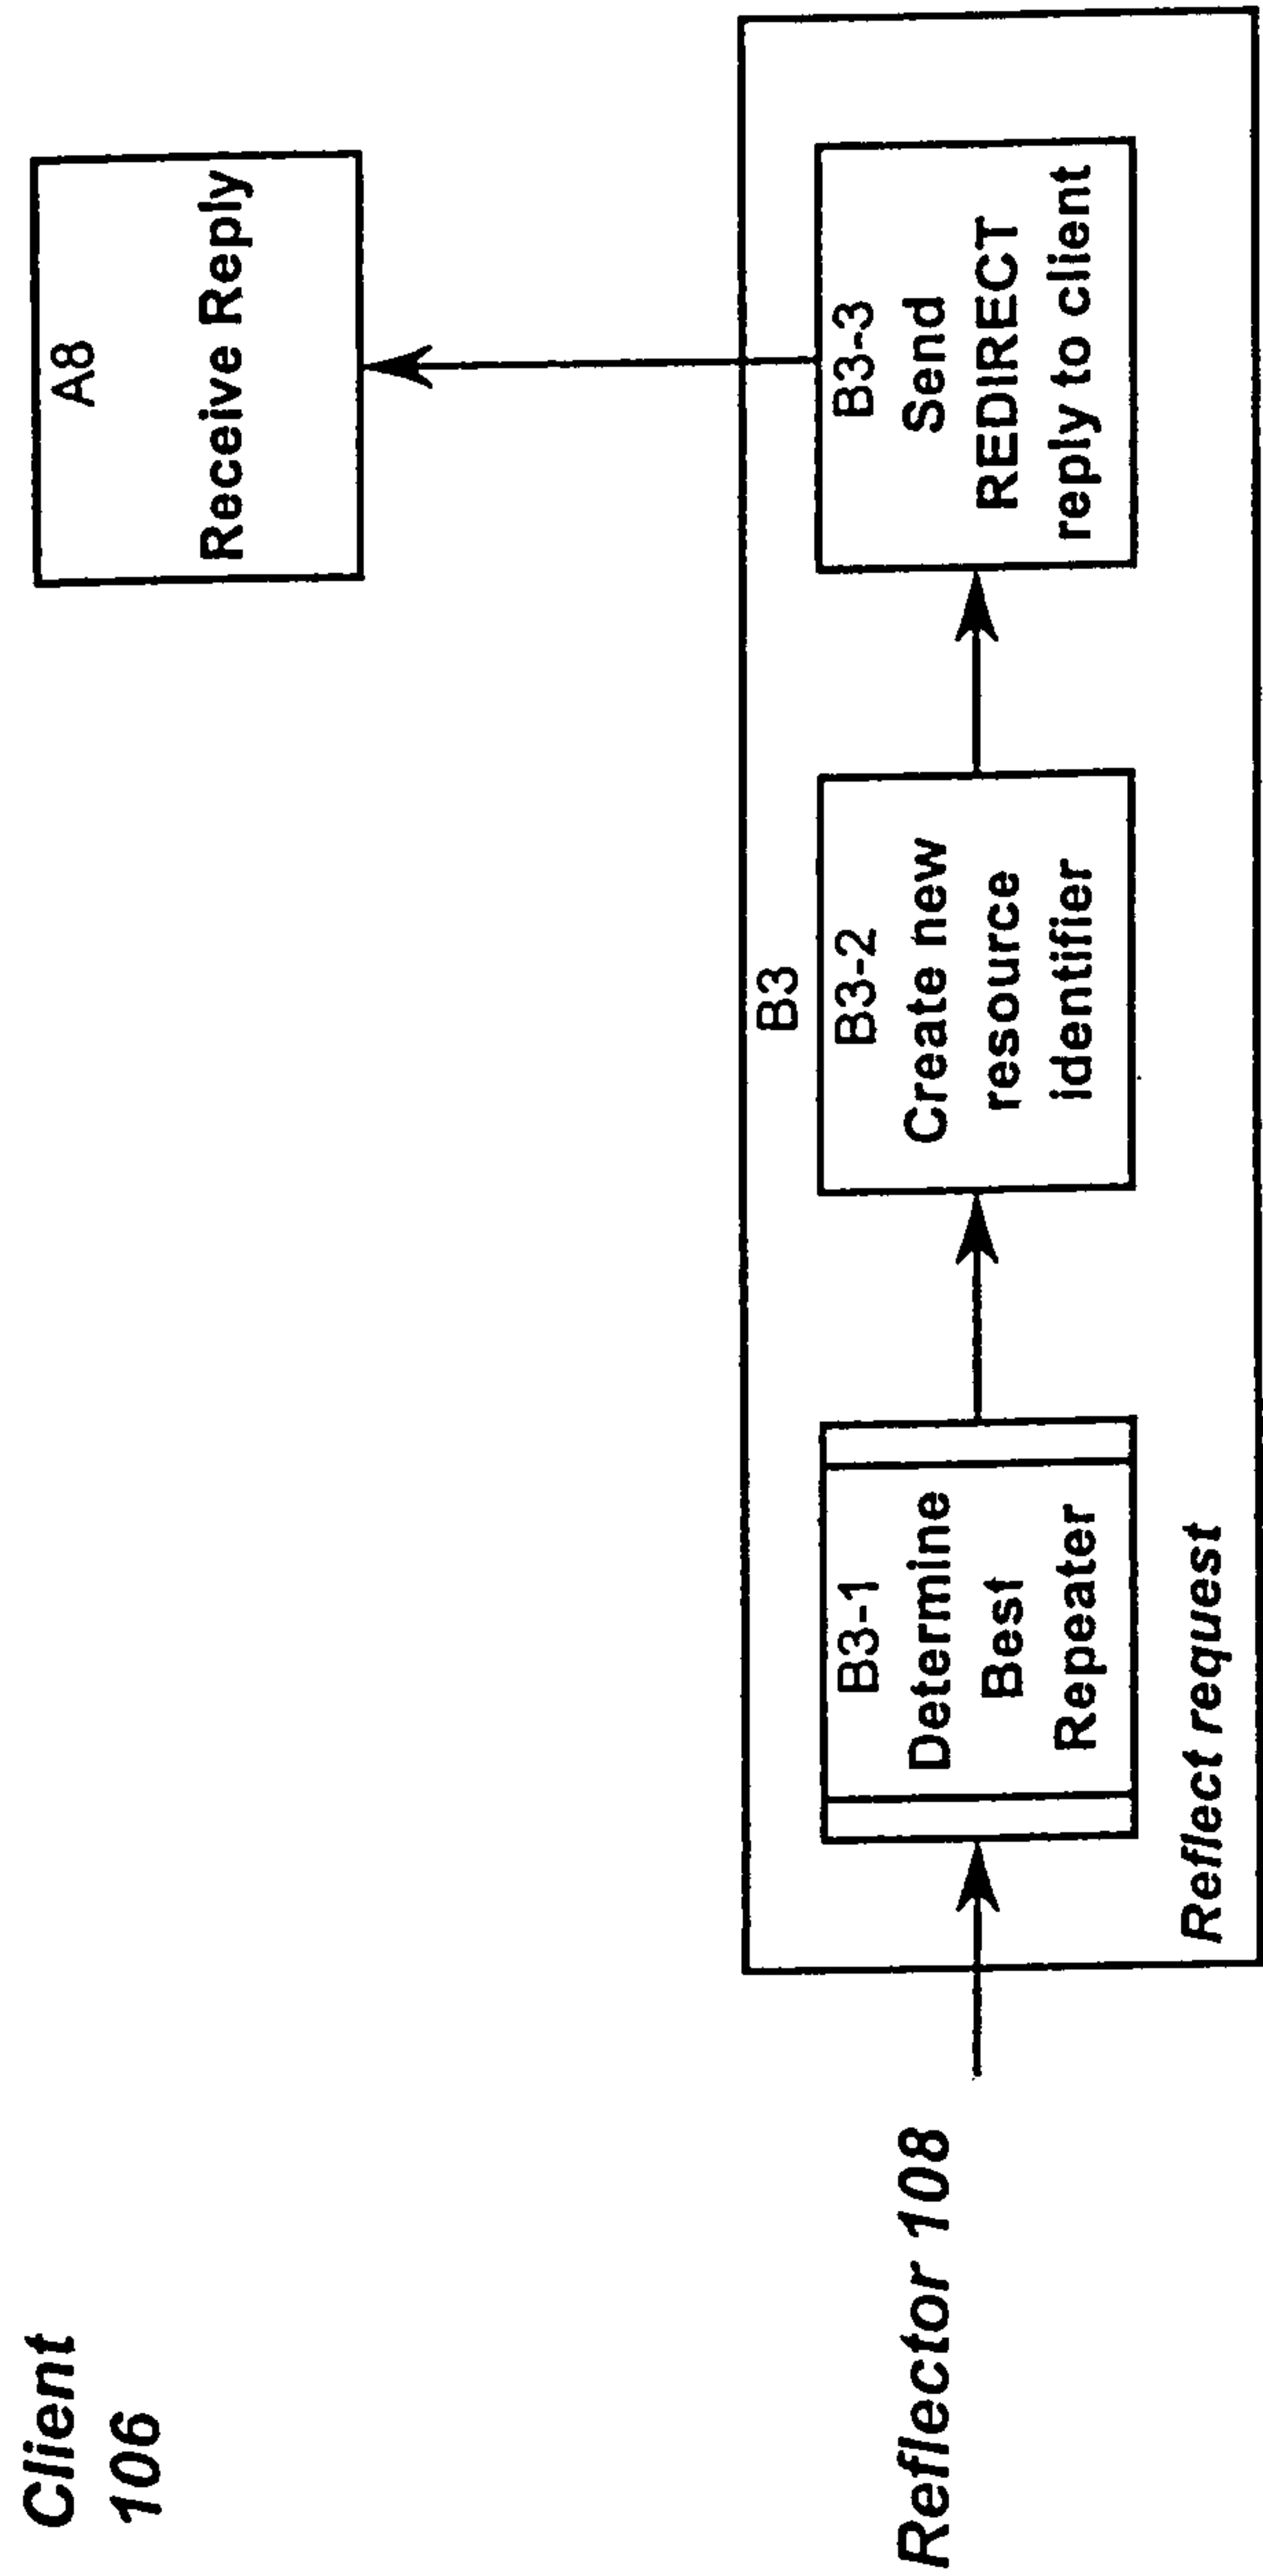 Client
106
A8
Receive Reply
Reflector 108
B3
B3-1
Determine
Best
Repeater
B3-2
Create new
resource
identifier
B3-3
Send
REDIRECT
reply to client
Reflect request